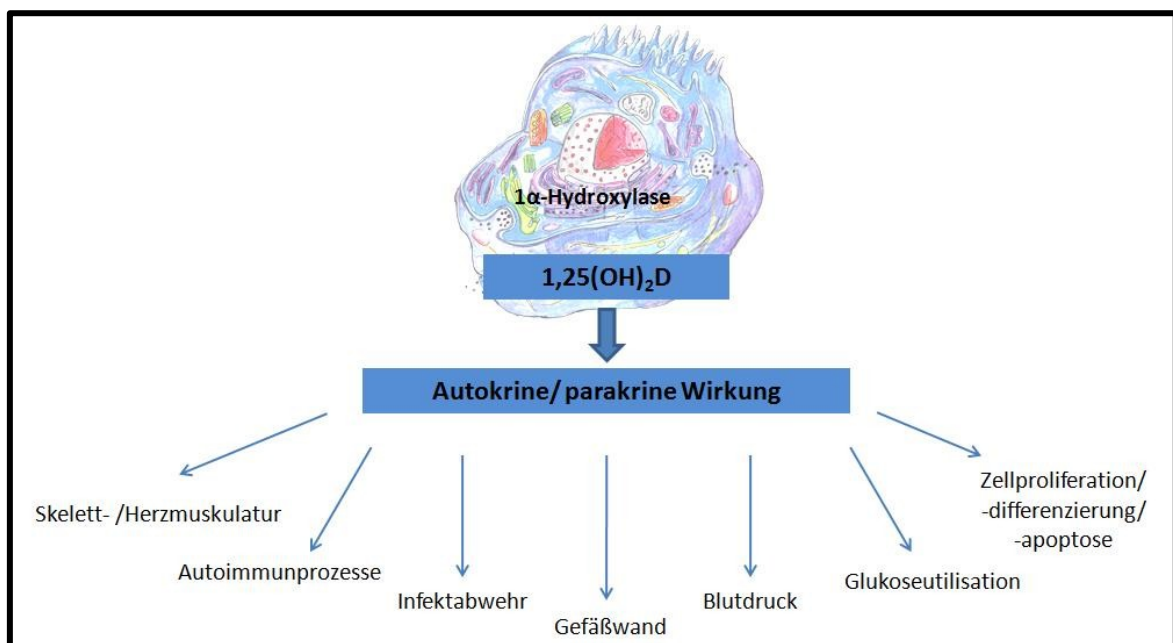 1α-Hydroxylase
1,25(OH)₂D
Autokrine/ parakrine Wirkung
Skelett- /Herzmuskulatur
Autoimmunprozesse
Infektabwehr
Gefäßwand
Blutdruck
Glukoseutilisation
Zellproliferation/
-differenzierung/
-apoptose